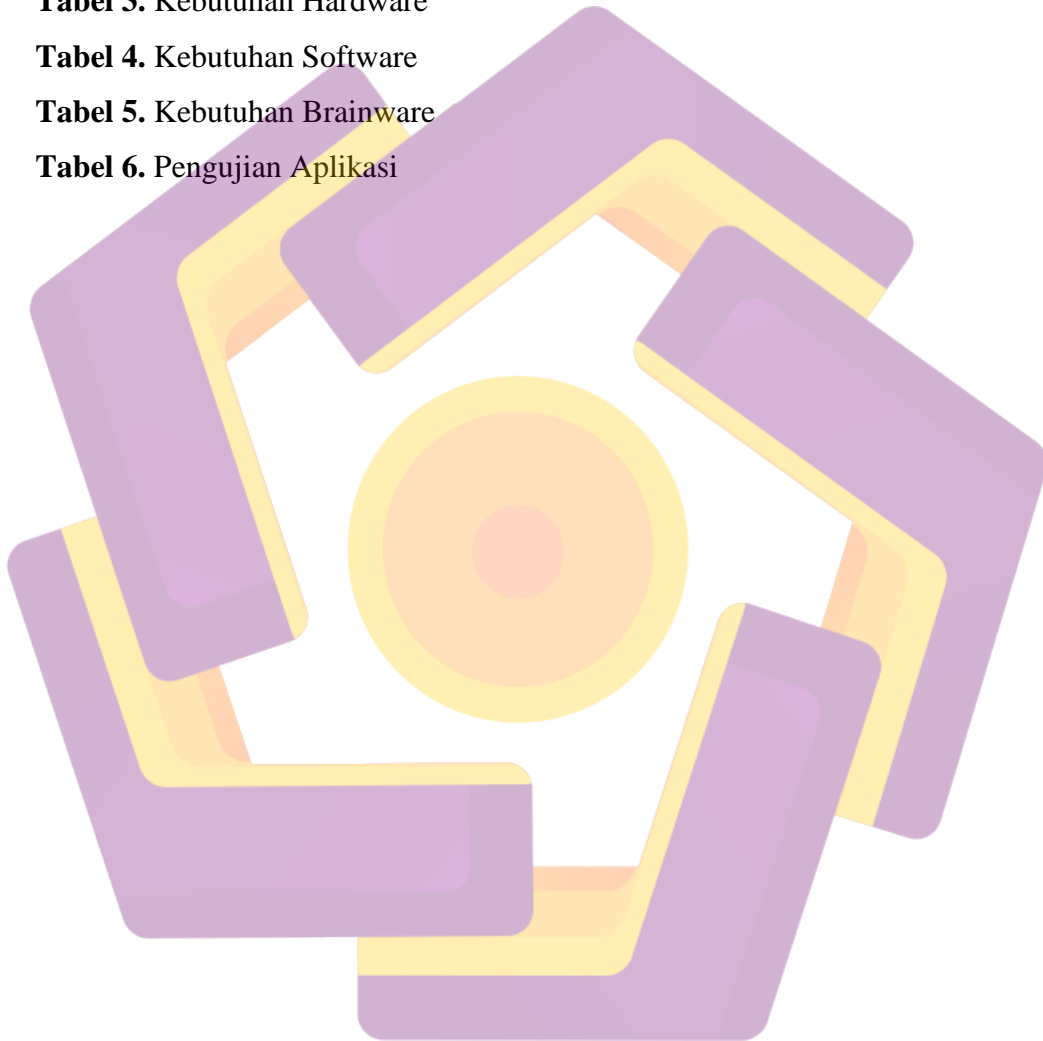 Tabel 3. Kebutuhan Hardware
Tabel 4. Kebutuhan Software
Tabel 5. Kebutuhan Brainware
Tabel 6. Pengujian Aplikasi